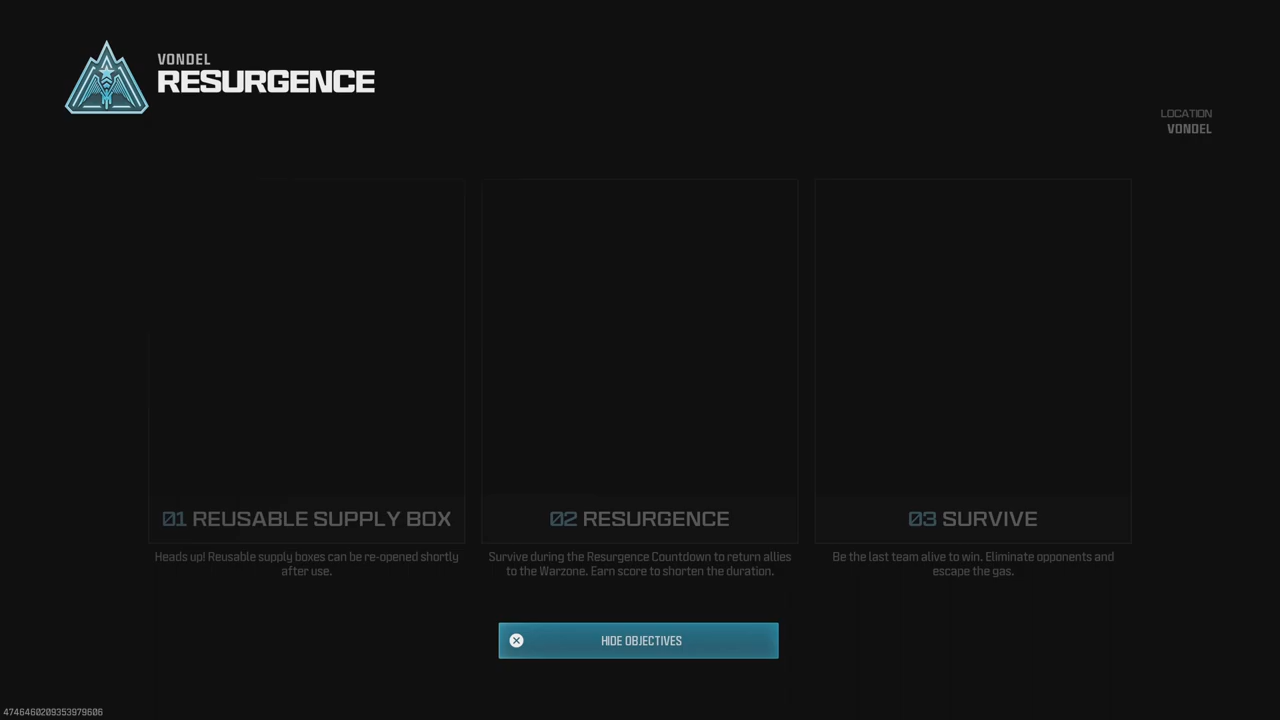 VONDEL
RESURGENCE
LOCATION
VONDEL
01 REUSABLE SUPPLY BOX
Heads up! Reusable supply boxes can be re-opened shortly
after use.
02 RESURGENCE
Survive during the Resurgence Countdown to return allies
to the Warzone. Earn score to shorten the duration.
03 SURVIVE
Be the last team alive to win. Eliminate opponents and
escape the gas.
HIDE OBJECTIVES
4746460209353979606